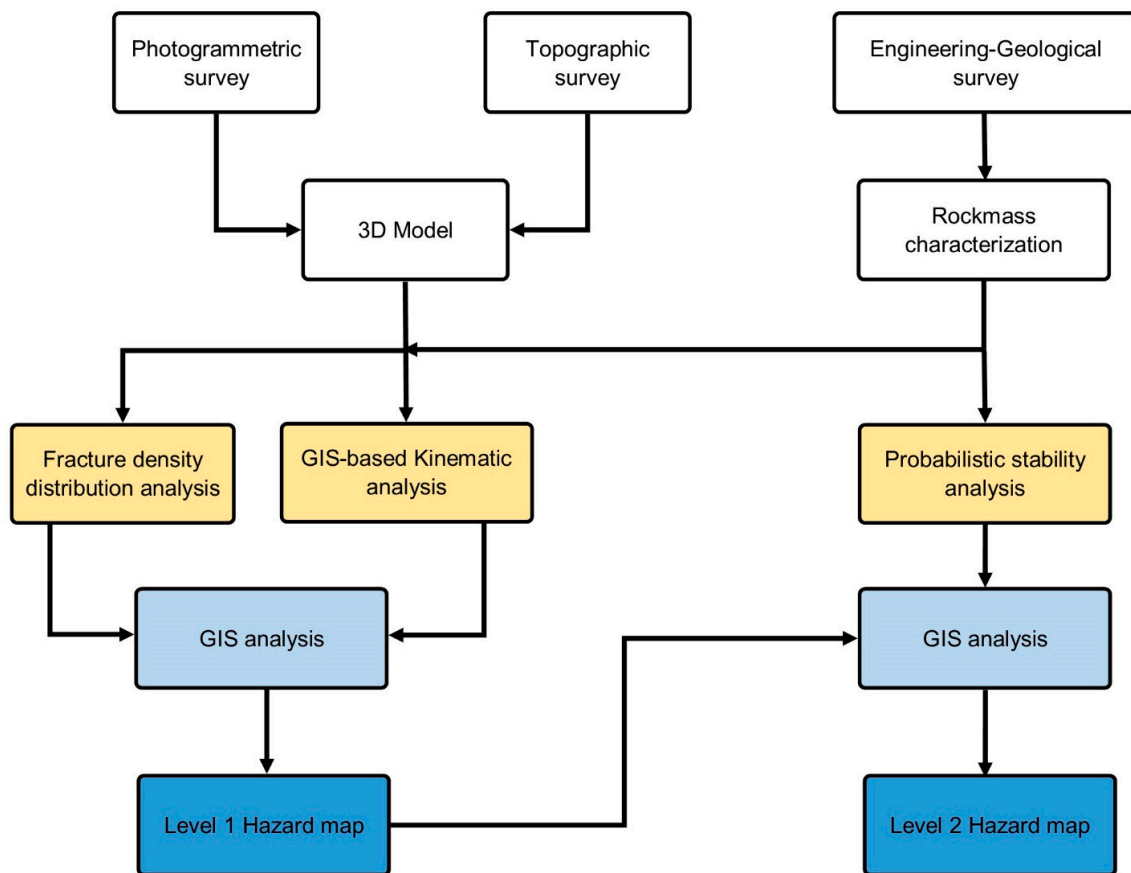 Photogrammetric
survey
Topographic
survey
Engineering-Geological
survey
3D Model
Rockmass
characterization
Fracture density
distribution analysis
GIS-based Kinematic
analysis
Probabilistic stability
analysis
GIS analysis
GIS analysis
Level 1 Hazard map
Level 2 Hazard map